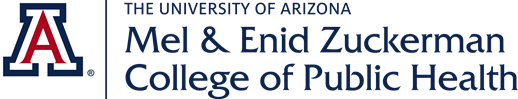 THE UNIVERSITY OF ARIZONA
A®
Mel & Enid Zuckerman
College of Public Health